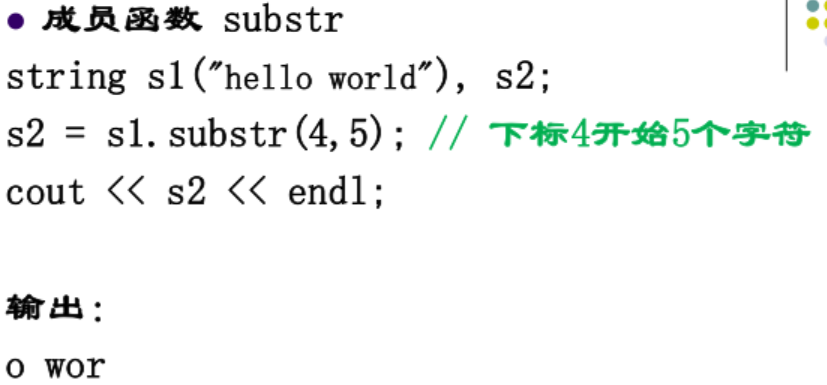 ● 成员函数 substr
string s1("hello world"), s2;
s2 = s1.substr(4,5); // 下标4开始5个字符
cout << s2 << endl;
输出:
o wor